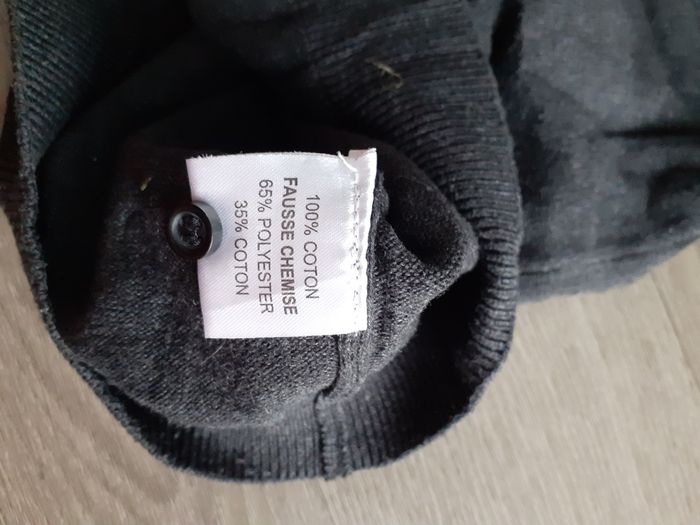 100% COTON
FAUSSE CHEMISE
65% POLYESTER
35% COTON